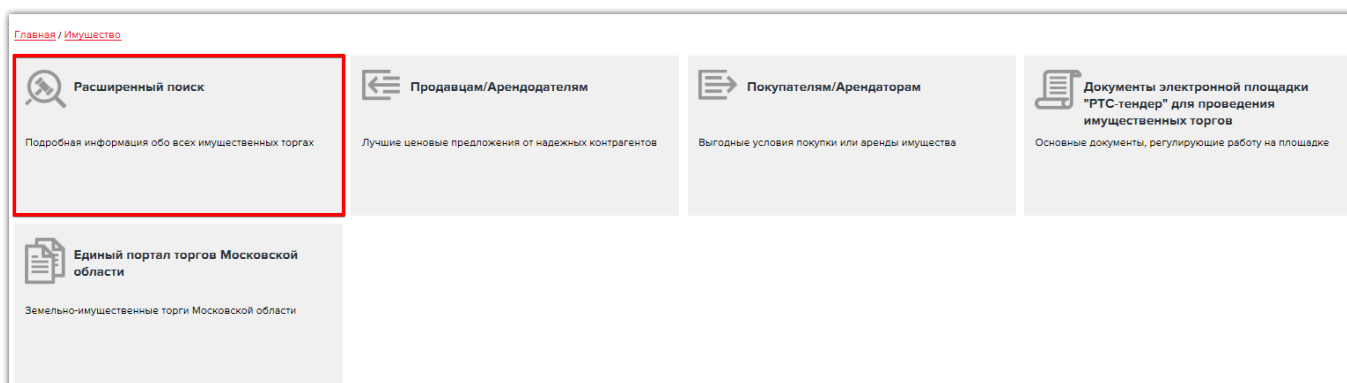 Главная / Имущество
Расширенный поиск
Подробная информация обо всех имущественных торгах
Продавцам/Арендодателям
Лучшие ценовые предложения от надежных контрагентов
Покупателям/Арендаторам
Выгодные условия покупки или аренды имущества
Документы электронной площадки
"РТС-тендер" для проведения
имущественных торгов
Основные документы, регулирующие работу на площадке
Единый портал торгов Московской
области
Земельно-имущественные торги Московской области